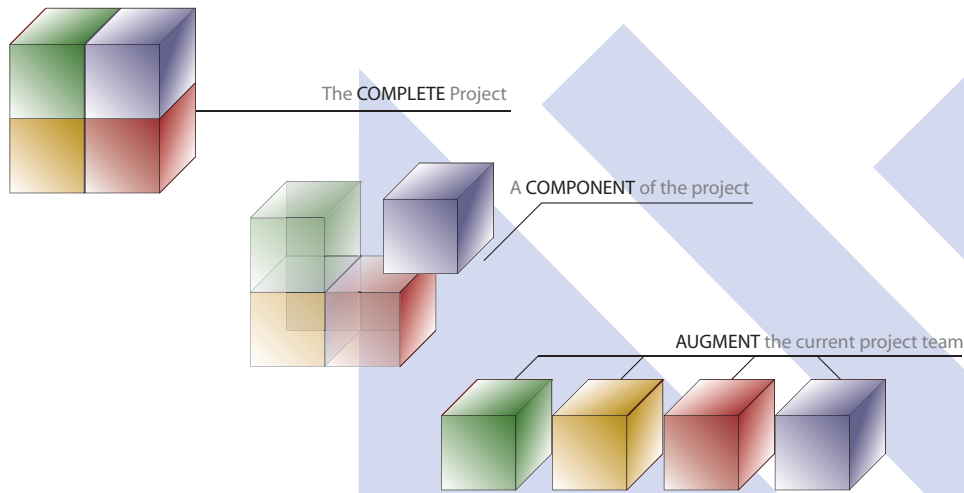 The COMPLETE Project
A COMPONENT of the project
AUGMENT the current project team